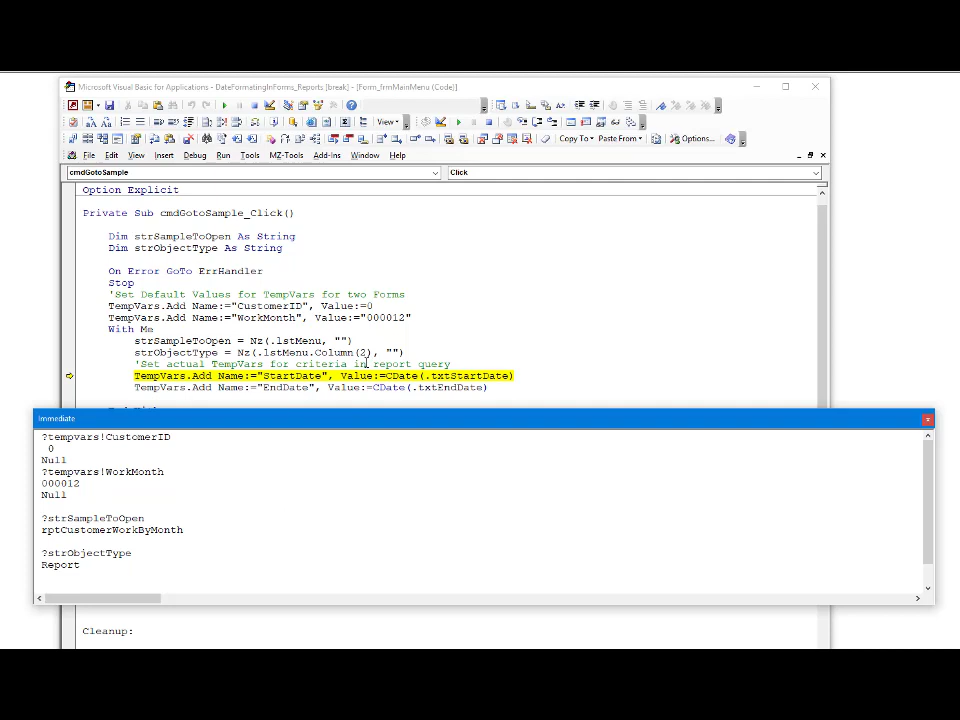 Microsoft Visual Basic for Applications - DateFormatingInForms_Reports [break] - [Form_frmMainMenu (Code)]
View
Copy To
Paste From
Options...
File Edit View Insert Debug Run Tools MZ-Tools Add-Ins Window Help
cmdGotoSample Click
Option Explicit
Private Sub cmdGotoSample_Click()
Dim strSampleToOpen As String
Dim strObjectType As String
On Error GoTo ErrHandler
Stop
'Set Default Values for TempVars for two Forms
TempVars.Add Name:="CustomerID", Value:=0
TempVars.Add Name:="WorkMonth", Value:="000012"
With Me
strSampleToOpen = Nz(.lstMenu, "")
strObjectType = Nz(.lstMenu.Column(2), "")
'Set actual TempVars for criteria in report query
TempVars.Add Name:="StartDate", Value:=CDate(.txtStartDate)
TempVars.Add Name:="EndDate", Value:=CDate(.txtEndDate)
Immediate
?tempvars!CustomerID
0
Null
?tempvars!WorkMonth
000012
Null
?strSampleToOpen
rptCustomerWorkByMonth
?strObjectType
Report
Cleanup: